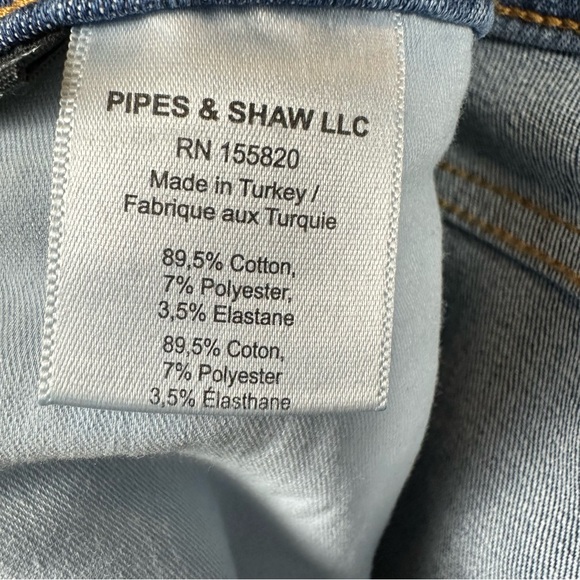 PIPES & SHAW LLC
RN 155820
Made in Turkey /
Fabrique aux Turquie
89,5% Cotton,
7% Polyester,
3,5% Elastane
89,5% Coton,
7% Polyester
3,5% Élasthane